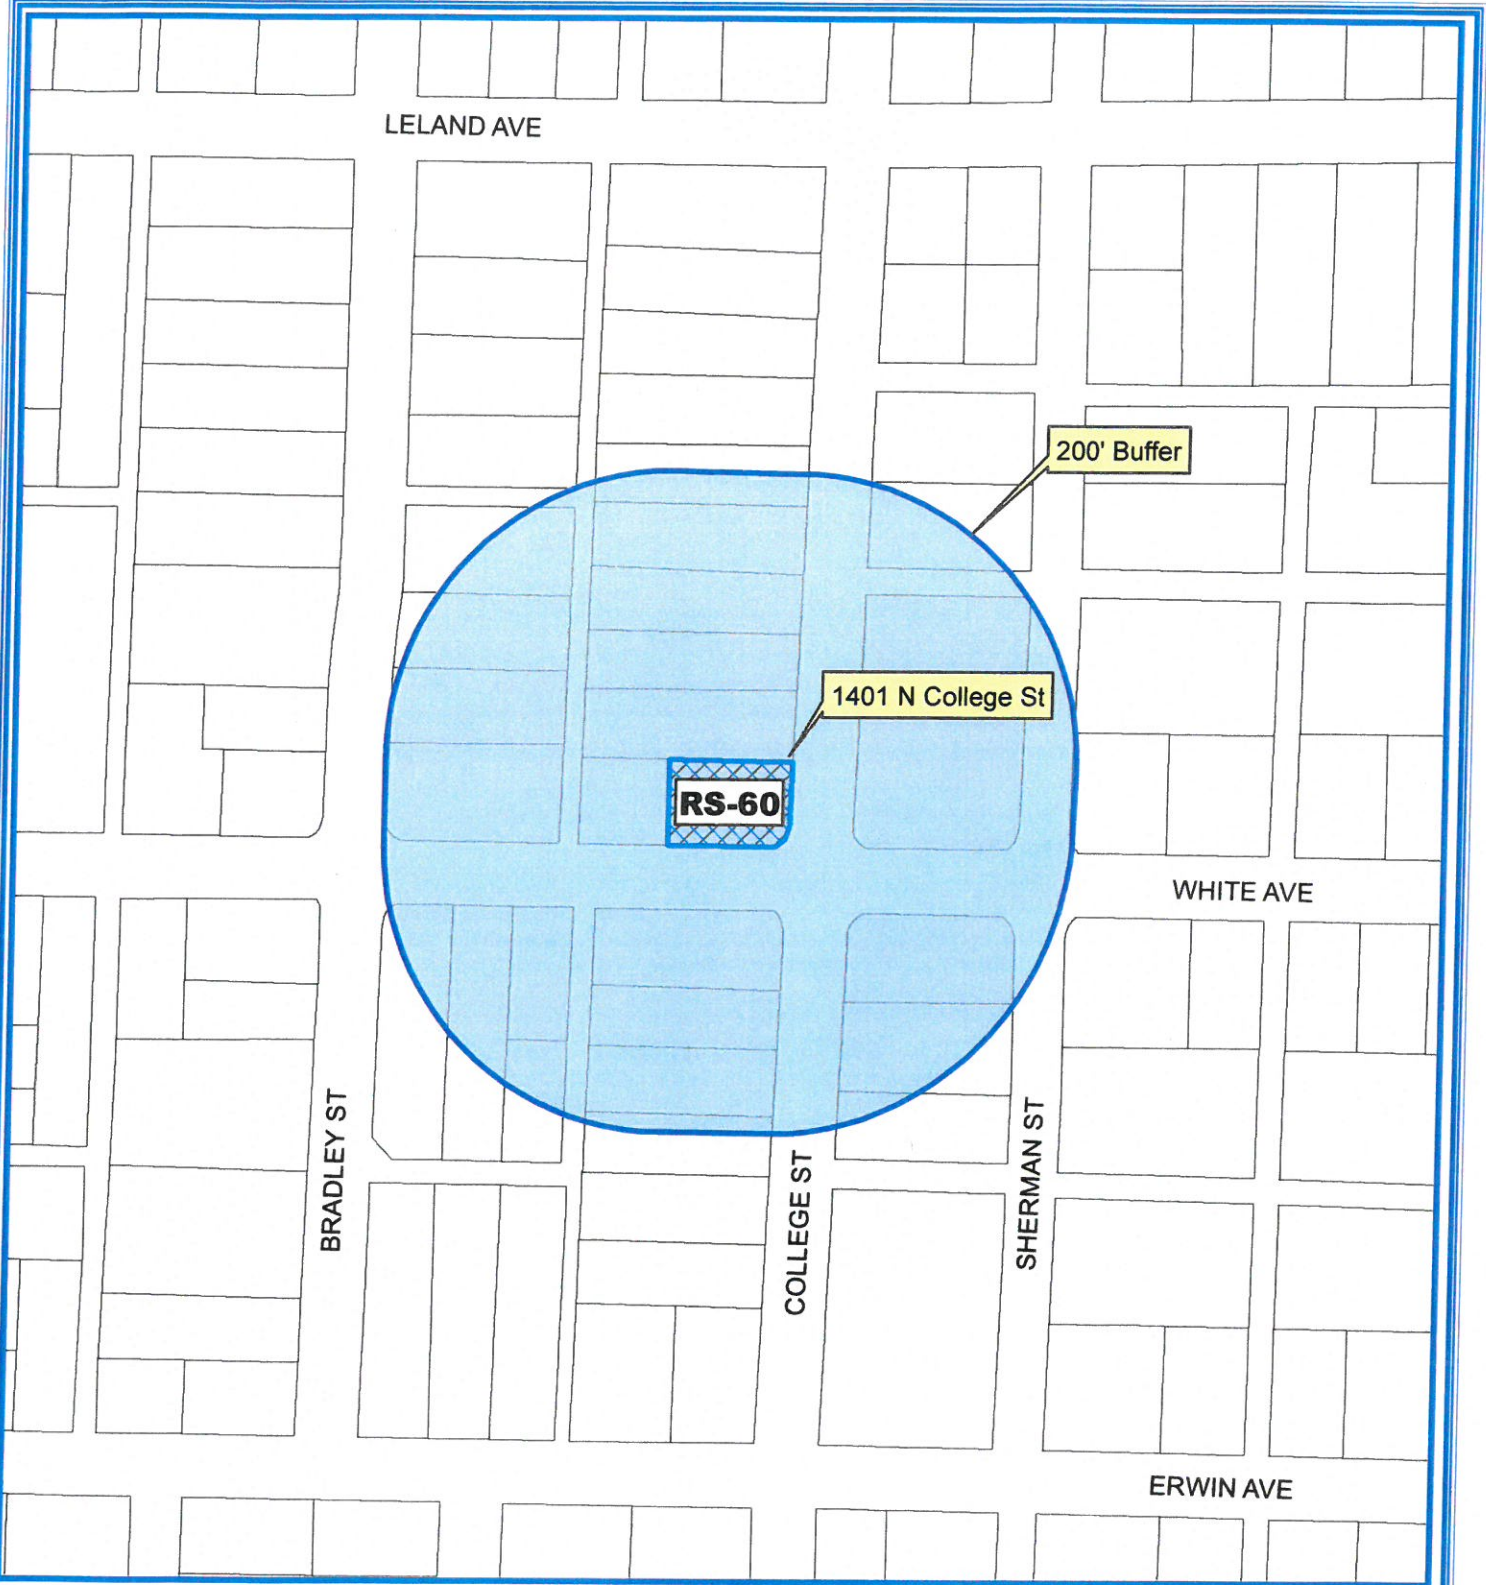 LELAND AVE
200' Buffer
1401 N College St
RS-60
WHITE AVE
BRADLEY ST
COLLEGE ST
SHERMAN ST
ERWIN AVE